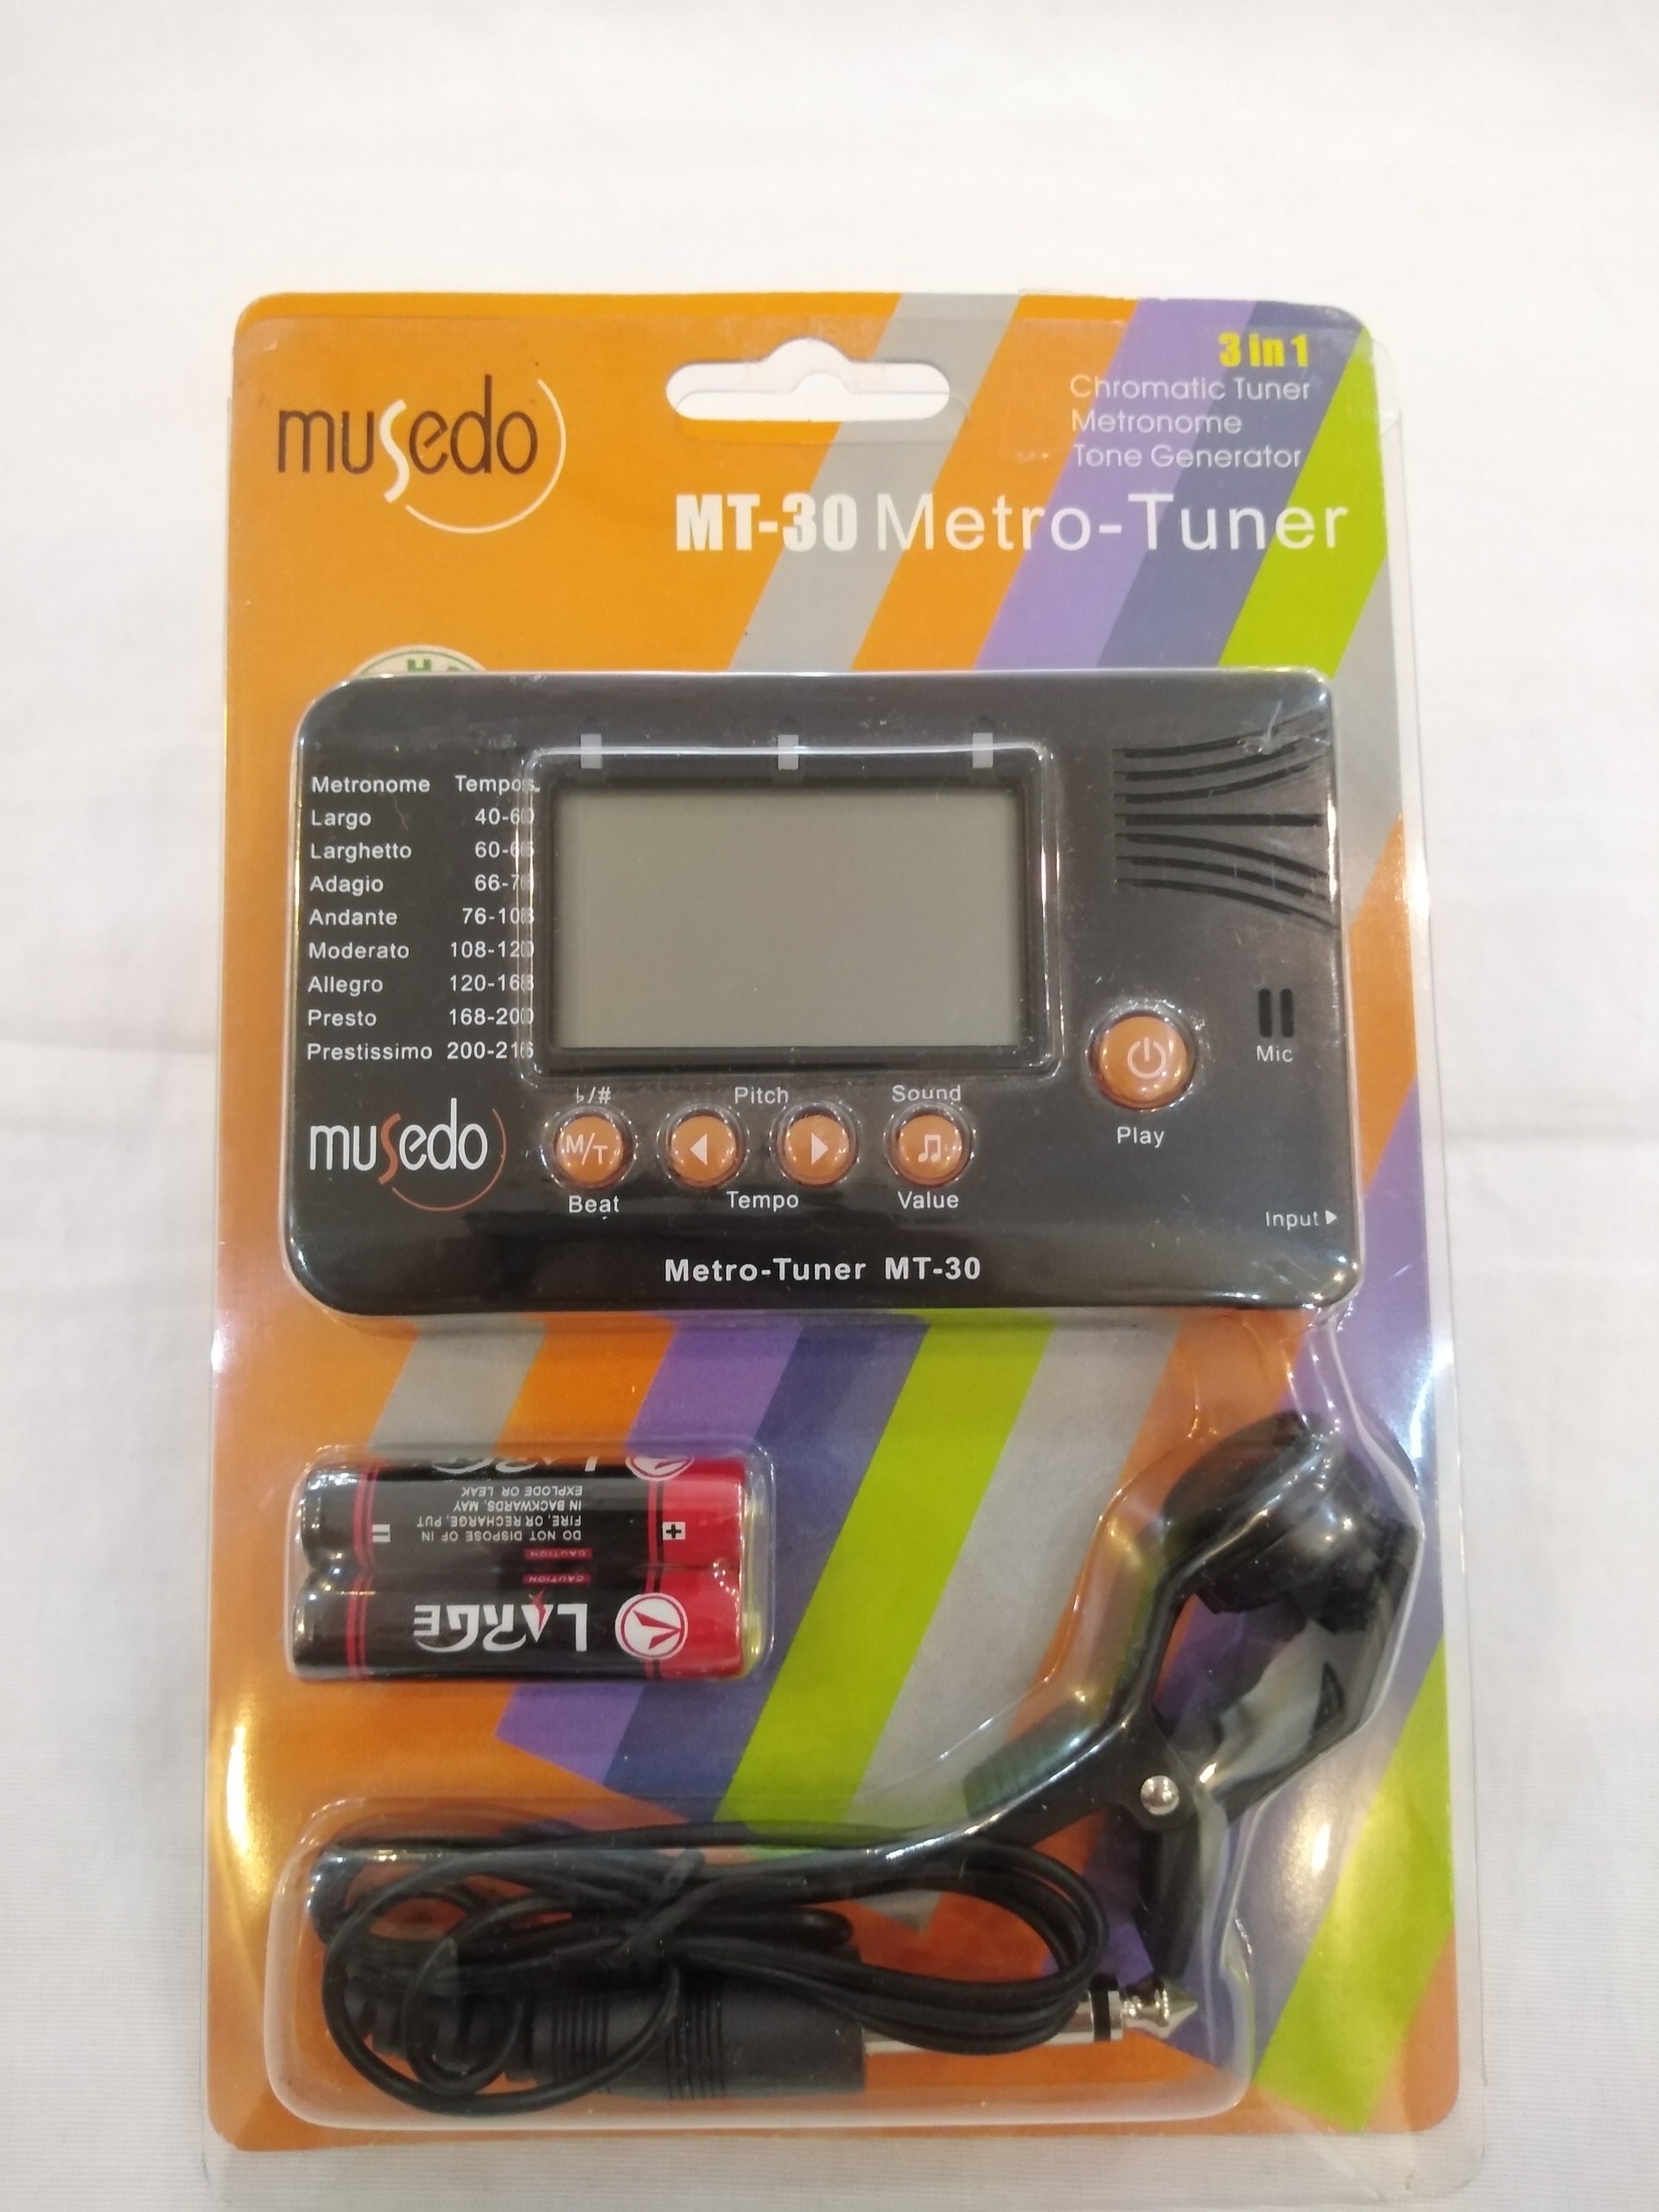 musedo
3 in 1
Chromatic Tuner
Metronome
Tone Generator
MT-30 Metro-Tuner
H
Metronome Tempos
Largo 40-60
Larghetto 60-66
Adagio 66-76
Andante 76-108
Moderato 108-120
Allegro 120-168
Presto 168-200
Prestissimo 200-216
musedo
♭/# Pitch Sound
M/T
Beat Tempo Value
Play
Mic
Input
Metro-Tuner MT-30
LARGE
CAUTION
CAUTION
DO NOT DISPOSE OF IN
FIRE, OR RECHARGE, PUT
IN BACKWARDS, MAY
EXPLODE OR LEAK
+
LARGE